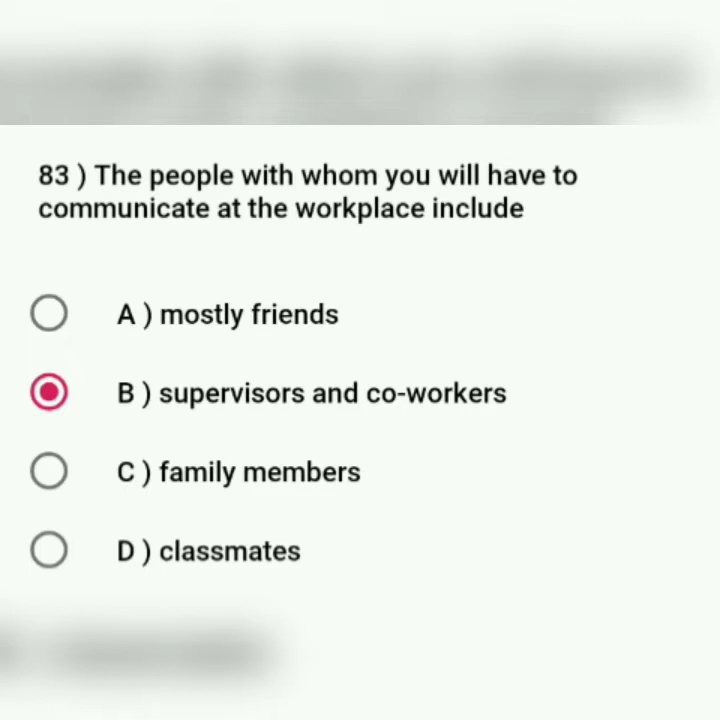 83 ) The people with whom you will have to
communicate at the workplace include
A ) mostly friends
B ) supervisors and co-workers
C ) family members
D ) classmates